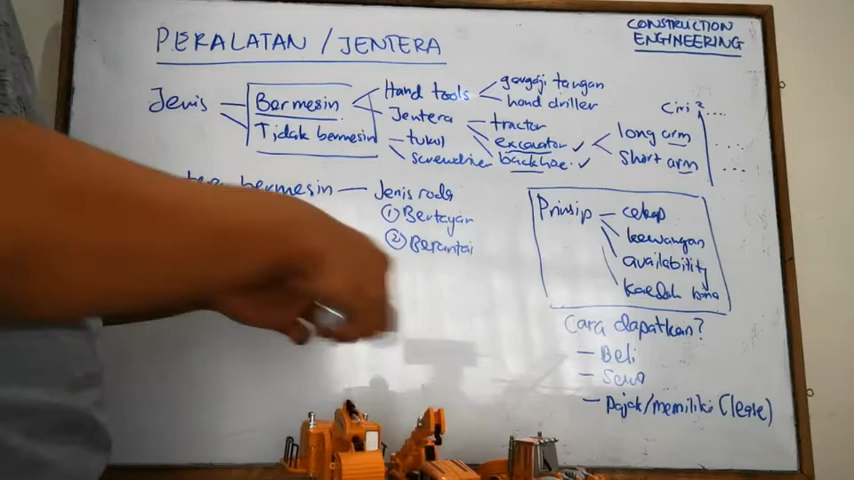 PERALATAN / JENTERA
CONSTRUCTION
ENGINEERING
Jenis
Bermesin
Tidak bermesin
Hand tools
gergaji tangan
hand driller
Jentera
tractor
excavator ✓
backhoe ✓
long arm
short arm
tukul
screwdriver
Ciri²
bermesin — Jenis roda
① Bertayar
② Berantai
Prinsip
cekap
kewangan
availability
kaedah bina
Cara dapatkan?
— Beli
— Sewa
— Pajak/memiliki (lease)